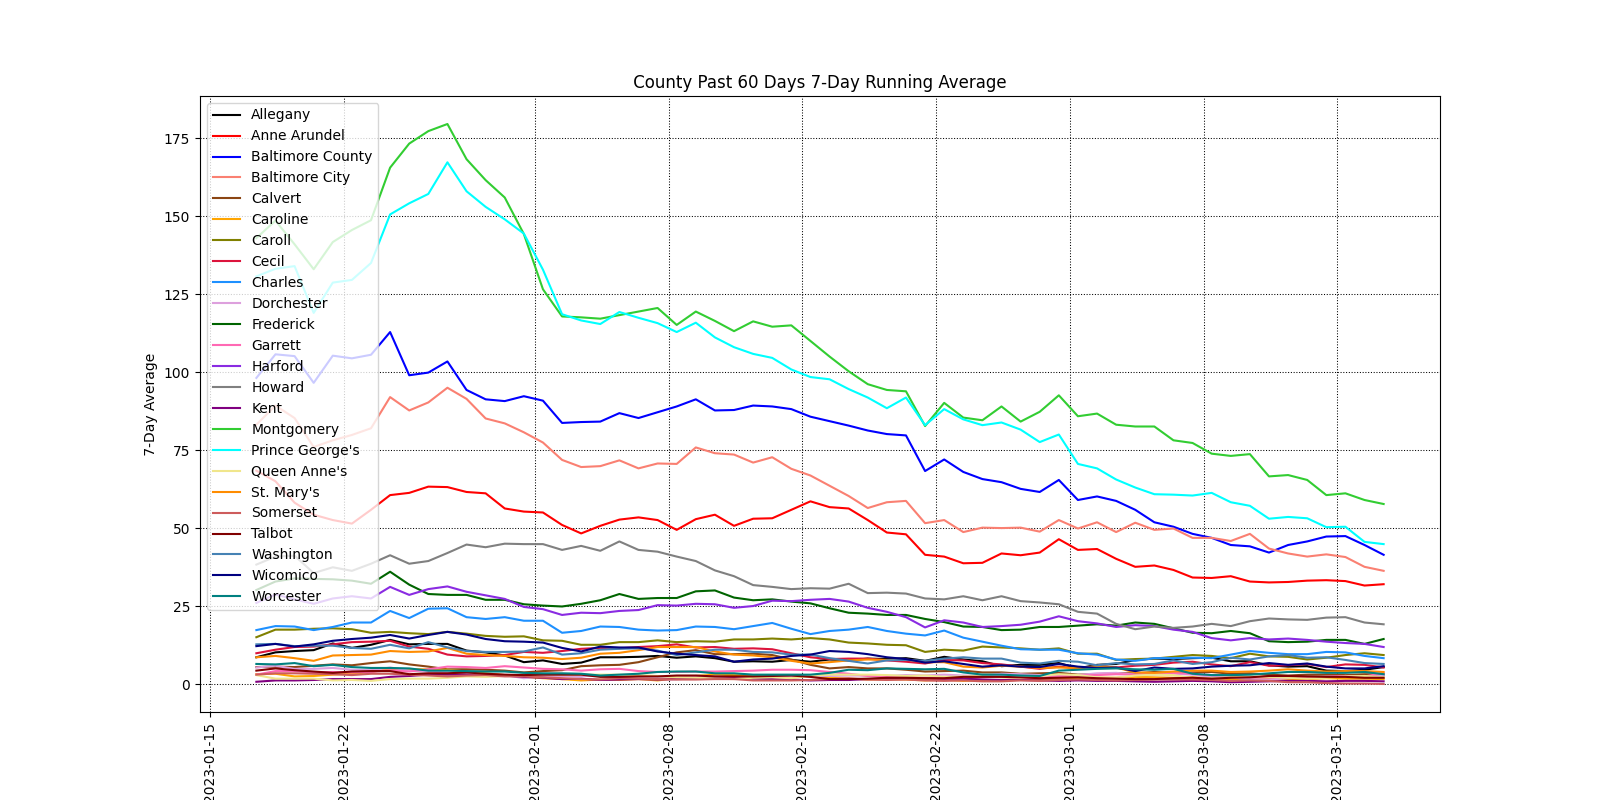 County Past 60 Days 7-Day Running Average
7-Day Average
175
150
125
100
75
50
25
0
Allegany
Anne Arundel
Baltimore County
Baltimore City
Calvert
Caroline
Caroll
Cecil
Charles
Dorchester
Frederick
Garrett
Harford
Howard
Kent
Montgomery
Prince George's
Queen Anne's
St. Mary's
Somerset
Talbot
Washington
Wicomico
Worcester
2023-01-15
2023-01-22
2023-02-01
2023-02-08
2023-02-15
2023-02-22
2023-03-01
2023-03-08
2023-03-15